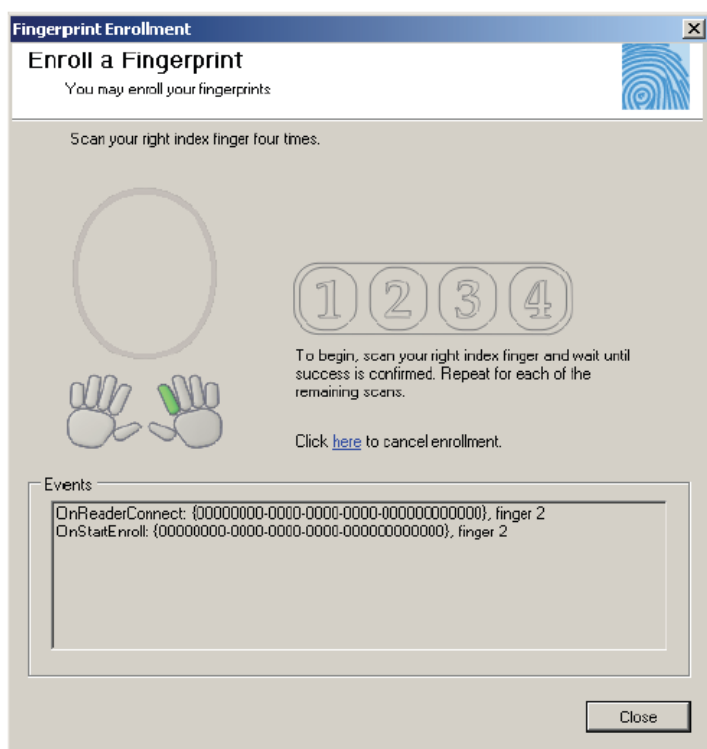 Fingerprint Enrollment
Enroll a Fingerprint
You may enroll your fingerprints
Scan your right index finger four times.
1 2 3 4
To begin, scan your right index finger and wait until
success is confirmed. Repeat for each of the
remaining scans.
Click here to cancel enrollment.
Events
OnReaderConnect: {00000000-0000-0000-0000-000000000000}, finger 2
OnStartEnroll: {00000000-0000-0000-0000-000000000000}, finger 2
Close